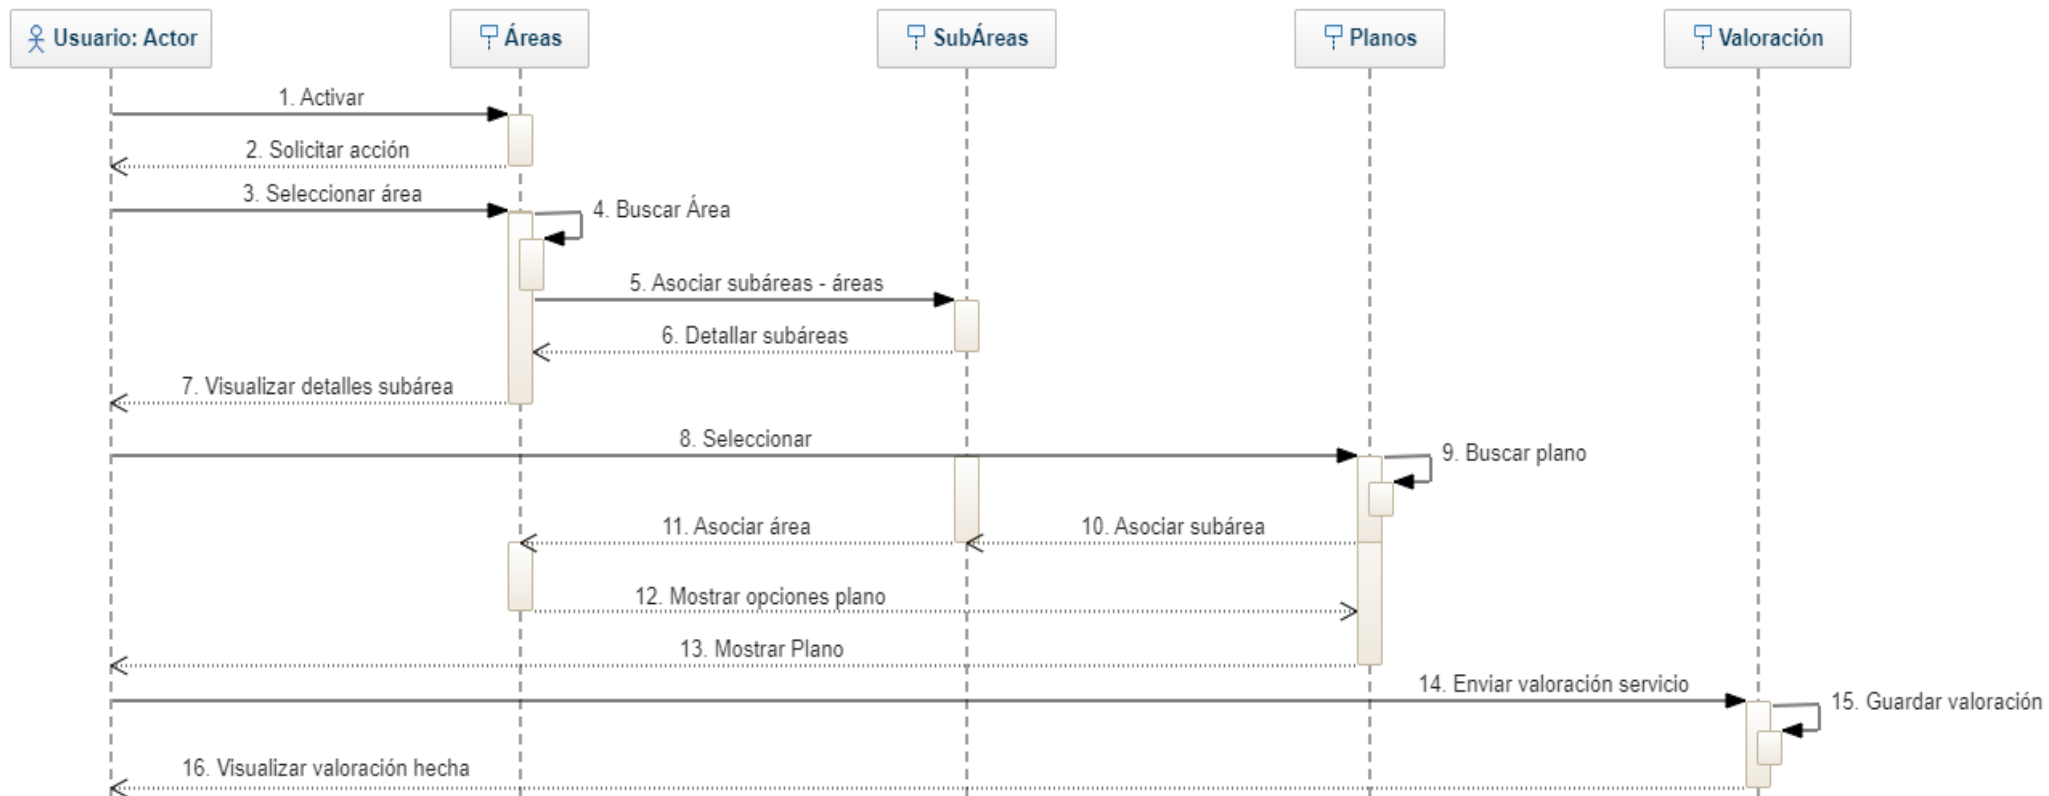 Usuario: Actor
Áreas
SubÁreas
Planos
Valoración
1. Activar
2. Solicitar acción
3. Seleccionar área
4. Buscar Área
5. Asociar subáreas - áreas
6. Detallar subáreas
7. Visualizar detalles subárea
8. Seleccionar
9. Buscar plano
11. Asociar área
10. Asociar subárea
12. Mostrar opciones plano
13. Mostrar Plano
14. Enviar valoración servicio
15. Guardar valoración
16. Visualizar valoración hecha